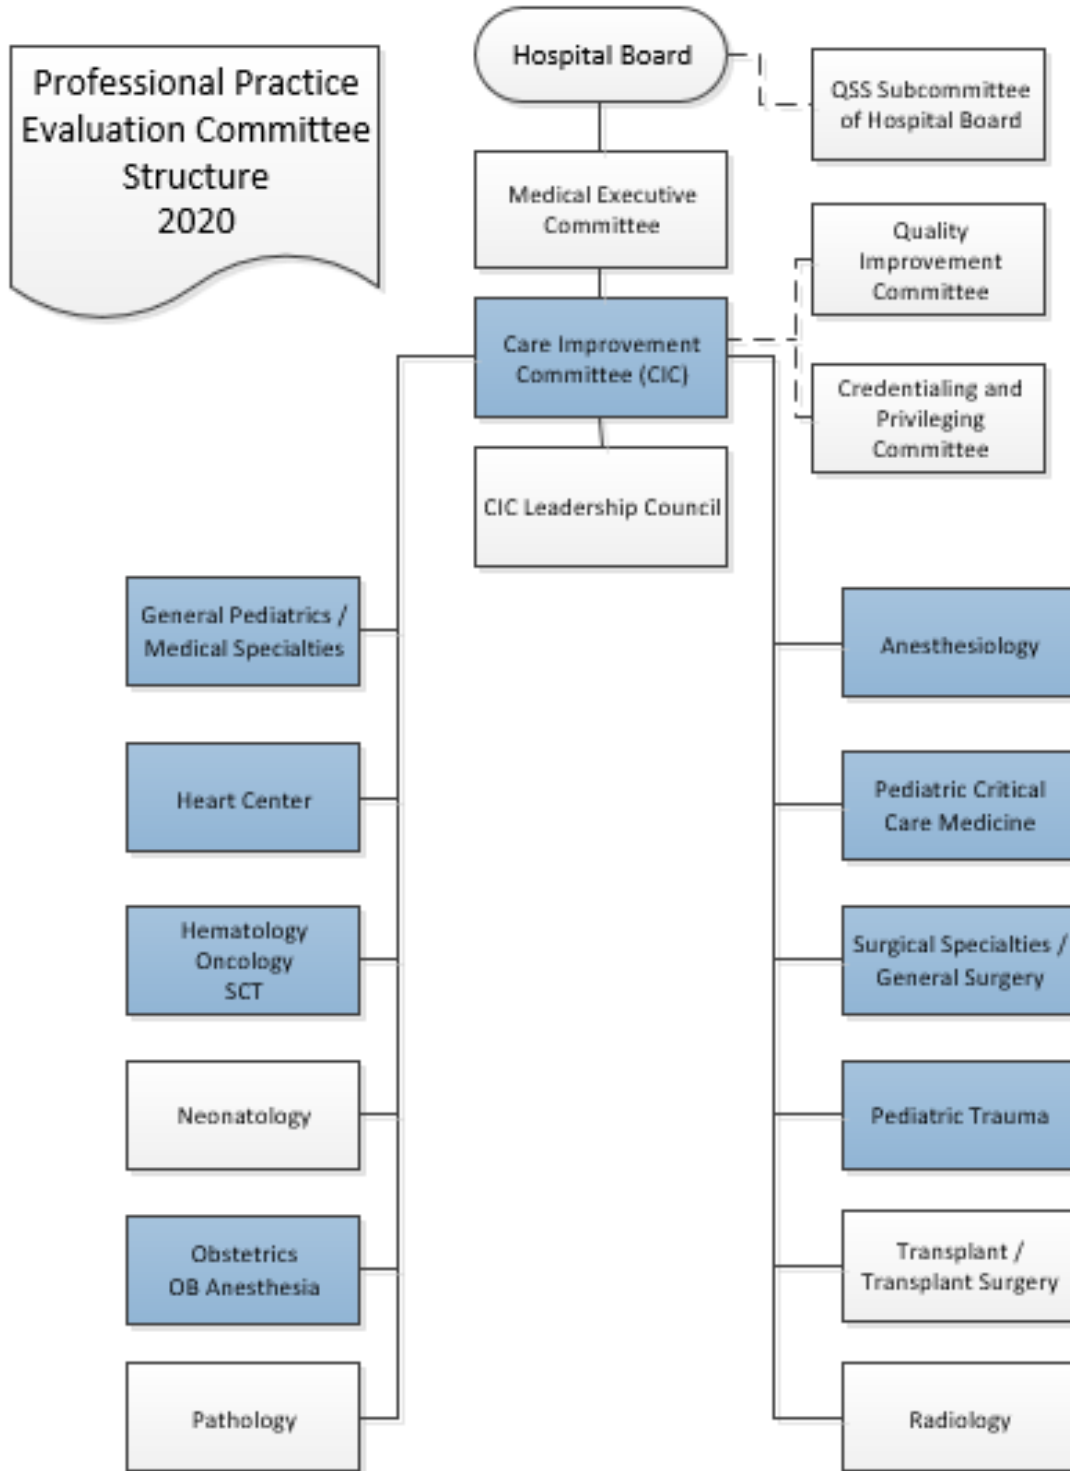 Professional Practice
Evaluation Committee
Structure
2020
Hospital Board
QSS Subcommittee
of Hospital Board
Medical Executive
Committee
Quality
Improvement
Committee
Care Improvement
Committee (CIC)
Credentialing and
Privileging
Committee
CIC Leadership Council
General Pediatrics /
Medical Specialties
Heart Center
Hematology
Oncology
SCT
Neonatology
Obstetrics
OB Anesthesia
Pathology
Anesthesiology
Pediatric Critical
Care Medicine
Surgical Specialties /
General Surgery
Pediatric Trauma
Transplant /
Transplant Surgery
Radiology